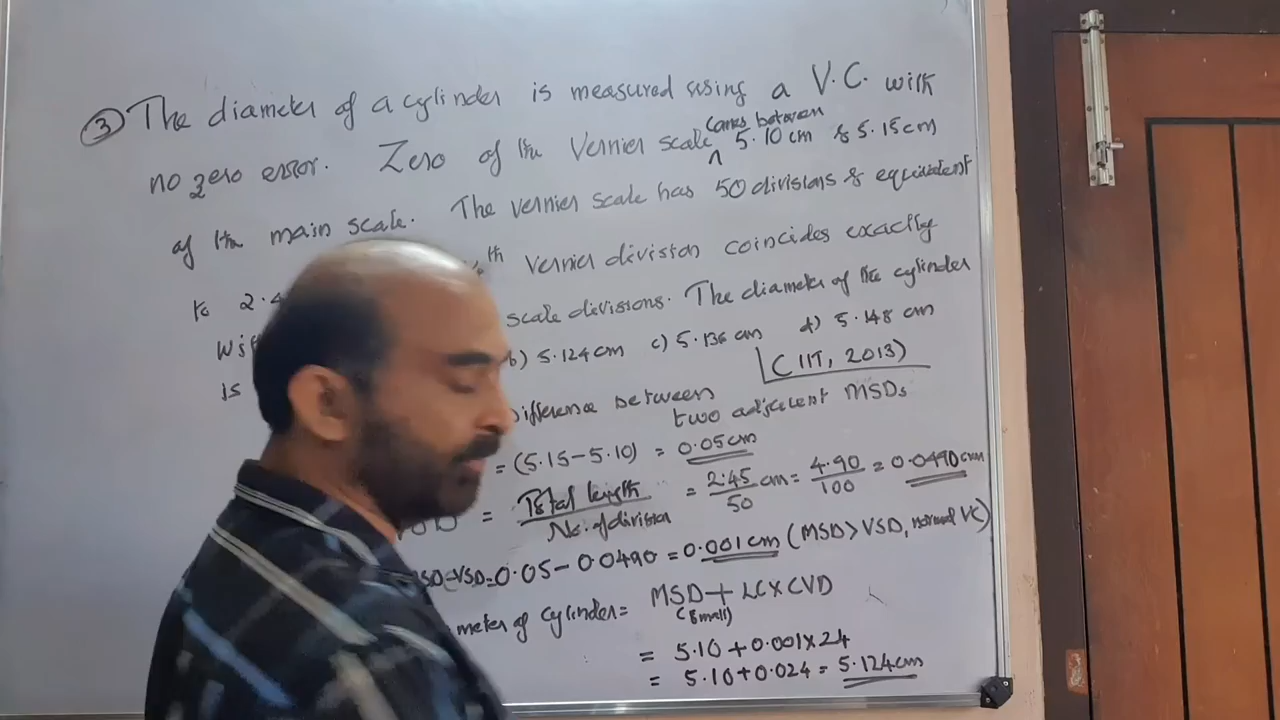 ③ The diameter of a cylinder is measured using a V.C. with
no zero error. Zero of the Vernier scale ^ comes between 5.10 cm & 5.15 cm
of the main scale. The vernier scale has 50 divisions & equivalent
to 2.4 th Vernier division coincides exactly
with scale divisions. The diameter of the cylinder
is b) 5.124 cm c) 5.136 cm d) 5.148 cm
(IIT, 2013)
Difference between two adjecent MSDs
= (5.15 - 5.10) = 0.05 cm
= Total length / No. of division = 2.45/50 cm = 4.90/100 = 0.0490 cm
MSD-VSD = 0.05 - 0.0490 = 0.001 cm (MSD > VSD, normal VC)
meter of cylinder = MSD + LC X CVD
(Small)
= 5.10 + 0.001 x 24
= 5.10 + 0.024 = 5.124 cm